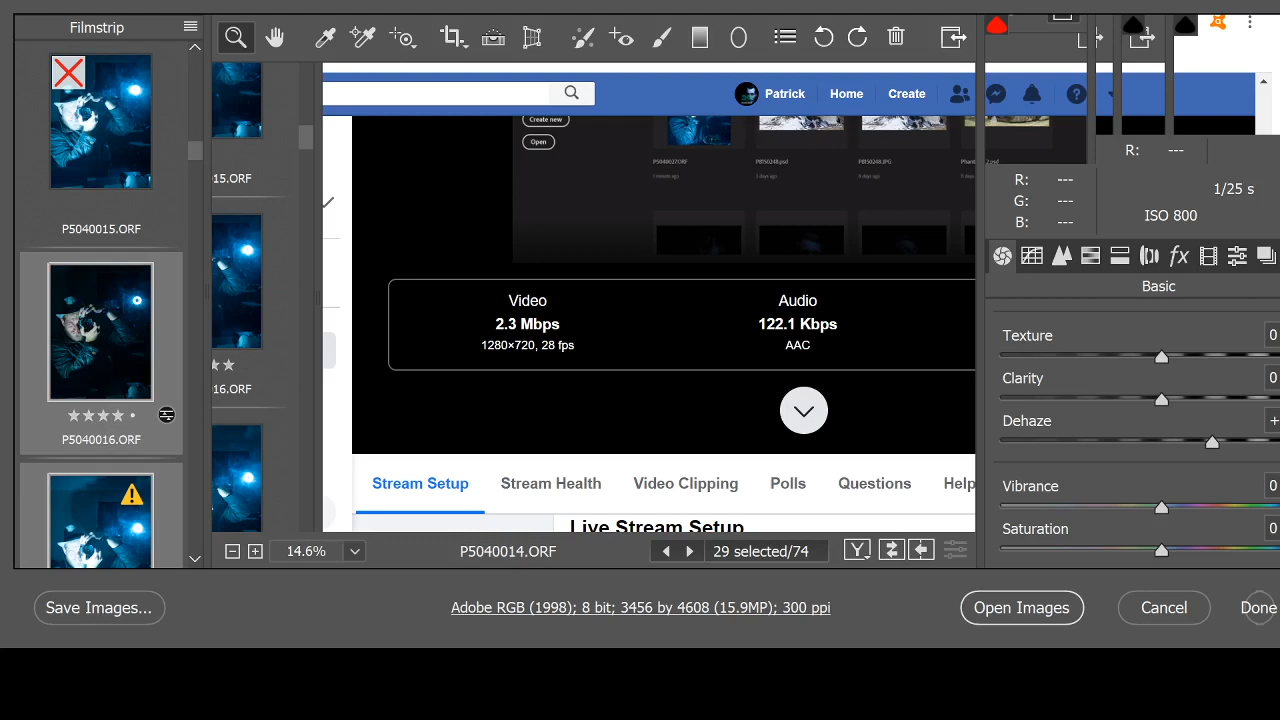 Filmstrip
P5040015.ORF
★★★★ •
P5040016.ORF
15.ORF
★★
16.ORF
Patrick
Home
Create
Create new
Open
P5040027.ORF
1 minute ago
P8150248.psd
3 days ago
P8150248.JPG
8 days ago
Video
2.3 Mbps
1280×720, 28 fps
Audio
122.1 Kbps
AAC
Stream Setup
Stream Health
Video Clipping
Polls
Questions
Help
Live Stream Setup
R: ---
R: ---
G: ---
B: ---
1/25 s
ISO 800
fx
Basic
Texture 0
Clarity 0
Dehaze +
Vibrance 0
Saturation 0
14.6%
P5040014.ORF
29 selected/74
Y
Save Images...
Adobe RGB (1998); 8 bit; 3456 by 4608 (15.9MP); 300 ppi
Open Images
Cancel
Done